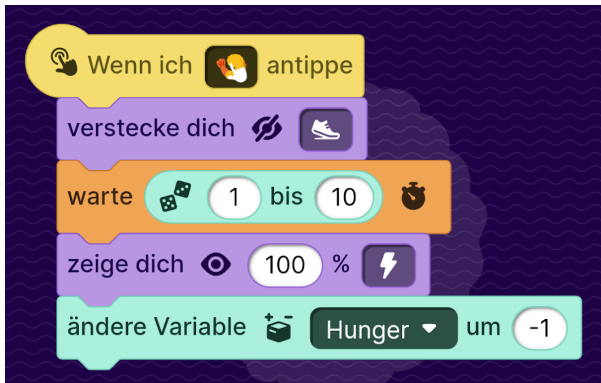 Wenn ich antippe
verstecke dich
warte 1 bis 10
zeige dich 100 %
ändere Variable Hunger um -1